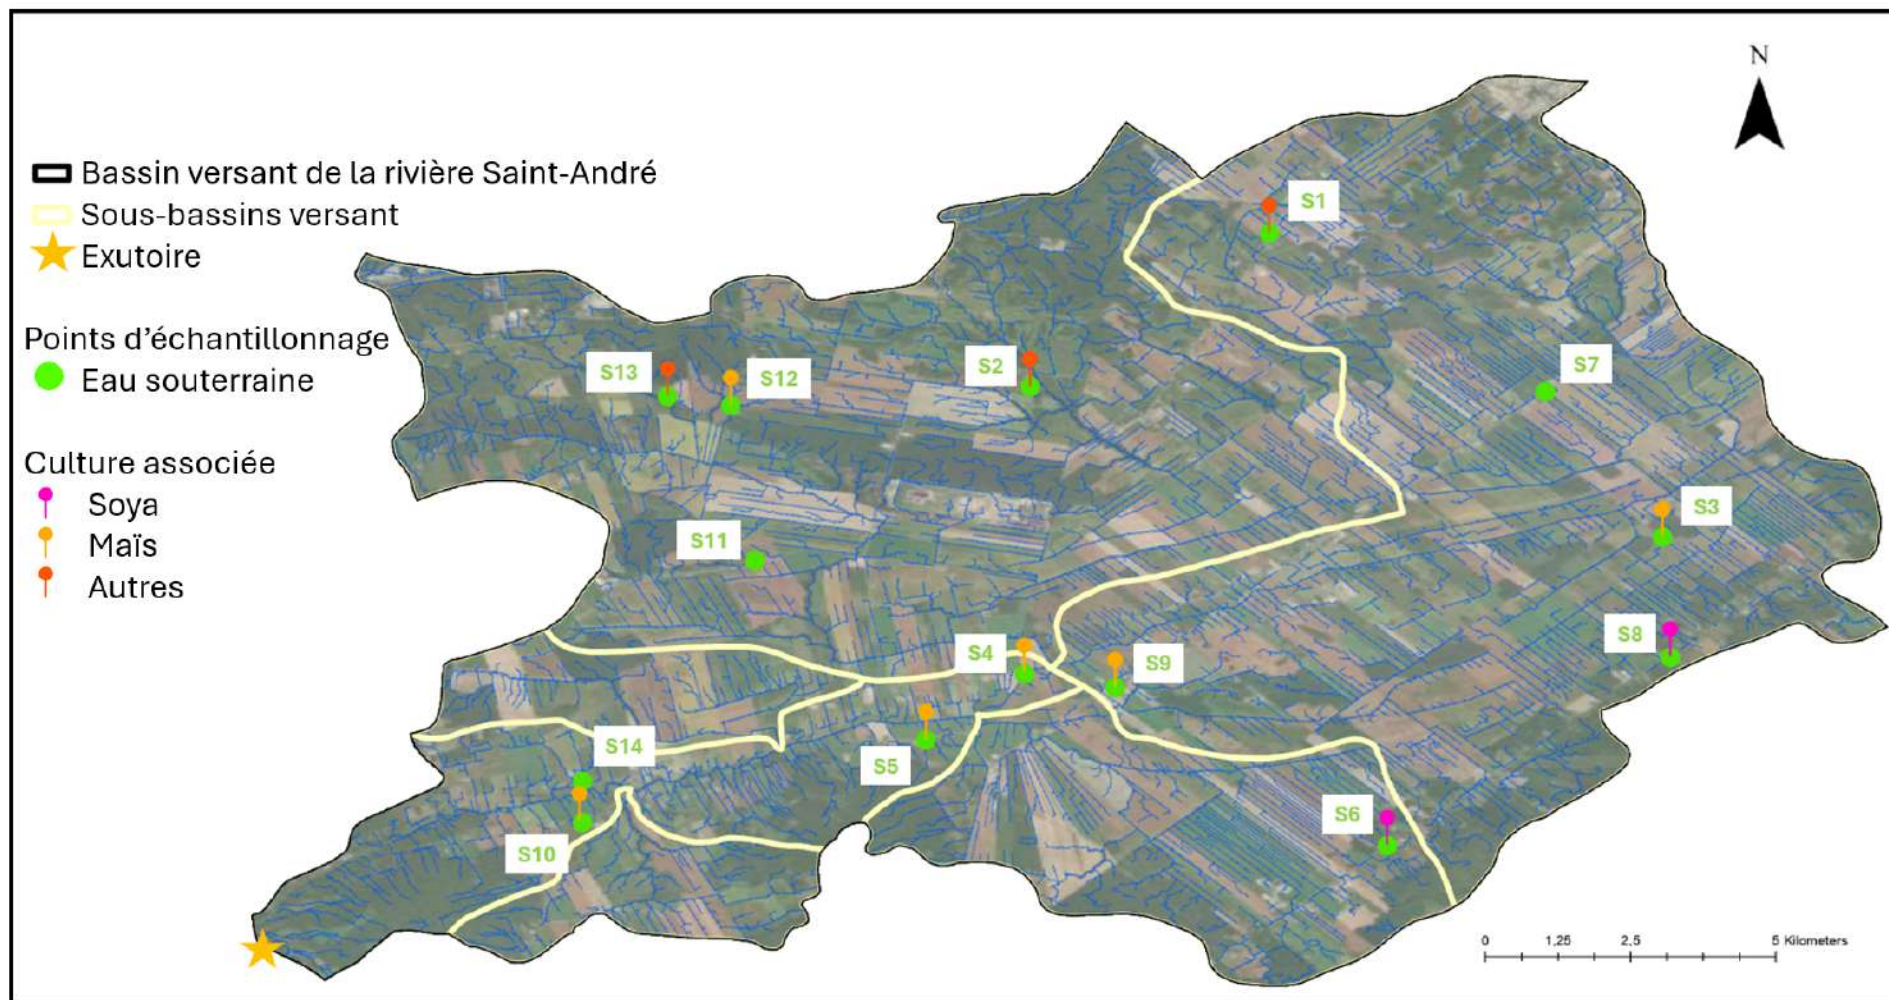 N
Bassin versant de la rivière Saint-André
Sous-bassins versant
Exutoire
Points d'échantillonnage
Eau souterraine
Culture associée
Soya
Maïs
Autres
S1
S13
S12
S2
S7
S3
S11
S8
S4
S9
S14
S5
S6
S10
0 1,25 2,5 5 Kilometers